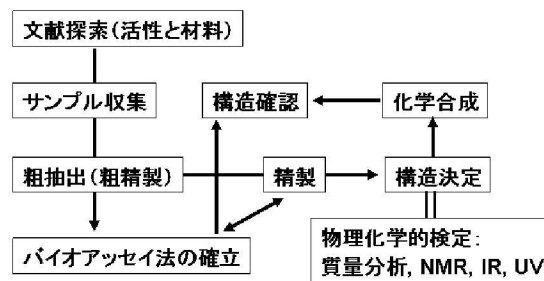 文献探索(活性と材料)
サンプル収集
構造確認
化学合成
粗抽出(粗精製)
精製
構造決定
バイオアッセイ法の確立
物理化学的検定:
質量分析, NMR, IR, UV